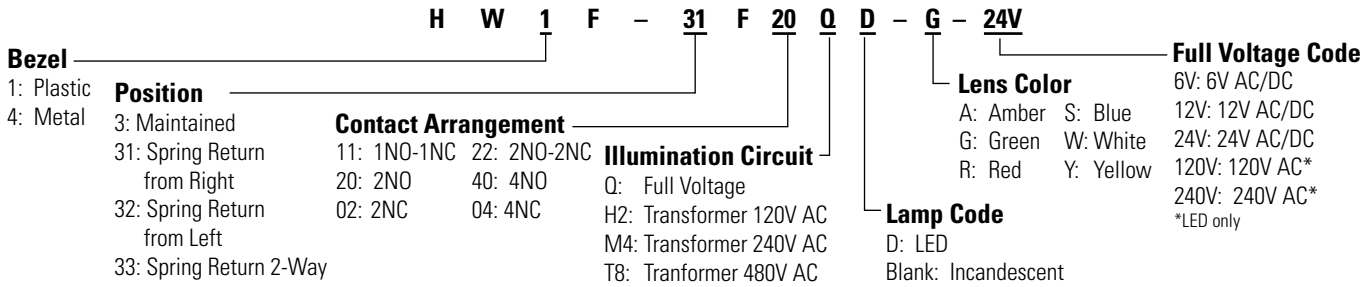 H W 1 F – 31 F 20 Q D – G – 24V
Bezel
1: Plastic
4: Metal
Position
3: Maintained
31: Spring Return
from Right
32: Spring Return
from Left
33: Spring Return 2-Way
Contact Arrangement
11: 1NO-1NC 22: 2NO-2NC
20: 2NO 40: 4NO
02: 2NC 04: 4NC
Illumination Circuit
Q: Full Voltage
H2: Transformer 120V AC
M4: Transformer 240V AC
T8: Tranformer 480V AC
Lamp Code
D: LED
Blank: Incandescent
Lens Color
A: Amber S: Blue
G: Green W: White
R: Red Y: Yellow
Full Voltage Code
6V: 6V AC/DC
12V: 12V AC/DC
24V: 24V AC/DC
120V: 120V AC*
240V: 240V AC*
*LED only